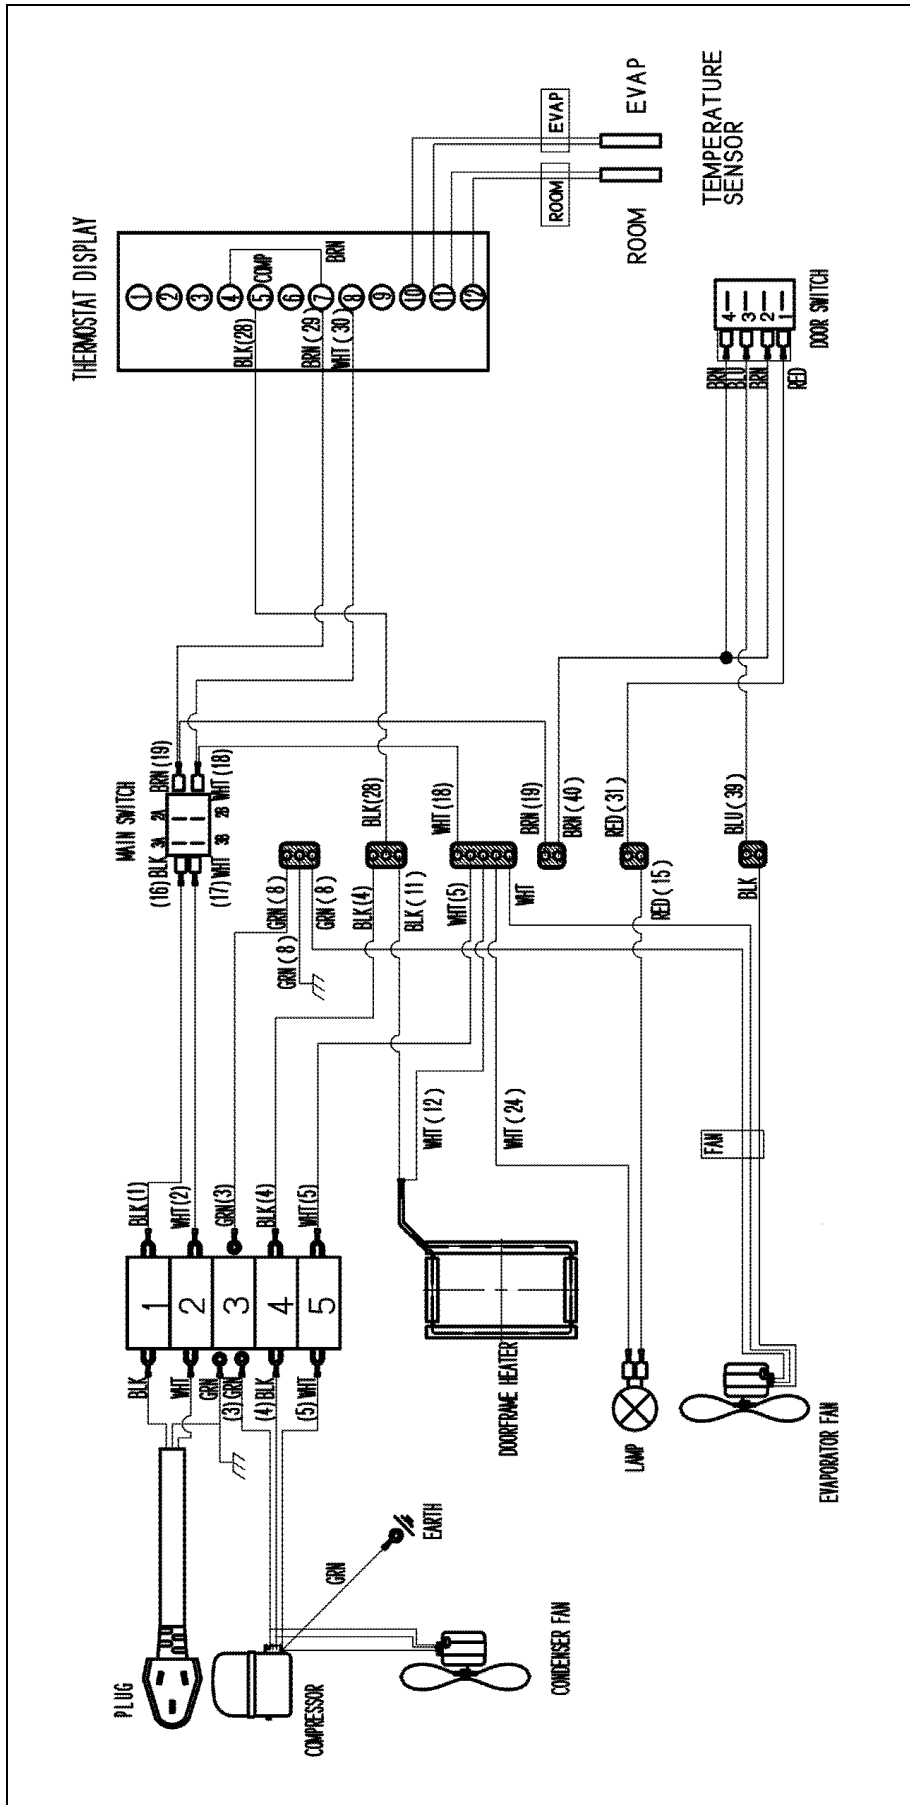 THERMOSTAT DISPLAY
1
2
3
4
5
6
7
8
9
10
11
12
COMP
BRN
BLK(28)
BRN(29)
WHT(30)
EVAP
ROOM
EVAP
ROOM
TEMPERATURE
SENSOR
DOOR SWITCH
4
3
2
1
BRN
BLU
BRN
RED
MAIN SWITCH
(16)BLK
3A
2A
BRN(19)
(17)WHT
3B
2B
WHT(18)
GRN(8)
GRN(8)
GRN(8)
BLK(4)
BLK(28)
BLK(11)
WHT(5)
WHT(18)
WHT
BRN(19)
BRN(40)
RED(31)
RED(15)
BLU(39)
BLK
WHT(12)
WHT(24)
FAN
BLK(1)
WHT(2)
GRN(3)
BLK(4)
WHT(5)
1
2
3
4
5
BLK
WHT
GRN
(3)GRN
(4)BLK
(5)WHT
DOORFRAME HEATER
LAMP
EVAPORATOR FAN
PLUG
COMPRESSOR
GRN
EARTH
CONDENSER FAN